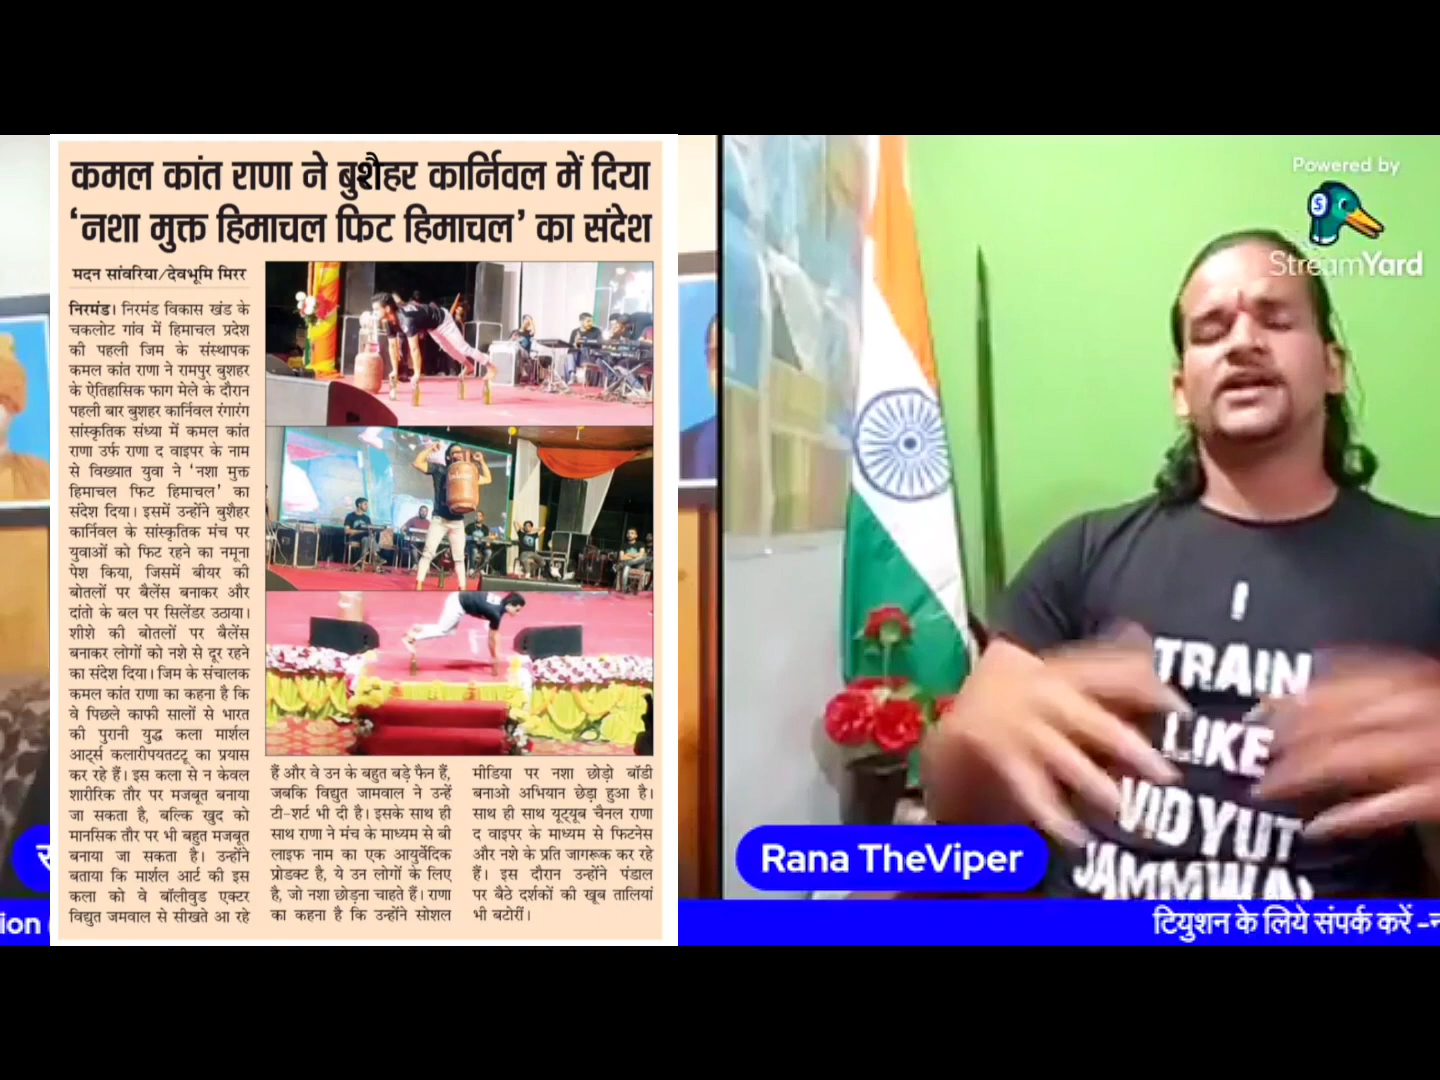 कमल कांत राणा ने बुशैहर कार्निवल में दिया
‘नशा मुक्त हिमाचल फिट हिमाचल’ का संदेश
मदन सांवरिया/देवभूमि मिरर
निरमंड। निरमंड विकास खंड के
चकलोट गांव में हिमाचल प्रदेश
की पहली जिम के संस्थापक
कमल कांत राणा ने रामपुर बुशहर
के ऐतिहासिक फाग मेले के दौरान
पहली बार बुशहर कार्निवल रंगारंग
सांस्कृतिक संध्या में कमल कांत
राणा उर्फ राणा द वाइपर के नाम
से विख्यात युवा ने ‘नशा मुक्त
हिमाचल फिट हिमाचल’ का
संदेश दिया। इसमें उन्होंने बुशैहर
कार्निवल के सांस्कृतिक मंच पर
युवाओं को फिट रहने का नमूना
पेश किया, जिसमें बीयर की
बोतलों पर बैलेंस बनाकर और
दांतो के बल पर सिलेंडर उठाया।
शीशे की बोतलों पर बैलेंस
बनाकर लोगों को नशे से दूर रहने
का संदेश दिया। जिम के संचालक
कमल कांत राणा का कहना है कि
वे पिछले काफी सालों से भारत
की पुरानी युद्ध कला मार्शल
आर्ट्स कलारीपयतटटू का प्रयास
कर रहे हैं। इस कला से न केवल
शारीरिक तौर पर मजबूत बनाया
जा सकता है, बल्कि खुद को
मानसिक तौर पर भी बहुत मजबूत
बनाया जा सकता है। उन्होंने
बताया कि मार्शल आर्ट की इस
कला को वे बॉलीवुड एक्टर
विद्युत जमवाल से सीखते आ रहे
हैं और वे उन के बहुत बड़े फैन हैं,
जबकि विद्युत जामवाल ने उन्हें
टी-शर्ट भी दी है। इसके साथ ही
साथ राणा ने मंच के माध्यम से बी
लाइफ नाम का एक आयुर्वेदिक
प्रोडक्ट है, ये उन लोगों के लिए
है, जो नशा छोड़ना चाहते हैं। राणा
का कहना है कि उन्होंने सोशल
मीडिया पर नशा छोड़ो बॉडी
बनाओ अभियान छेड़ा हुआ है।
साथ ही साथ यूट्यूब चैनल राणा
द वाइपर के माध्यम से फिटनेस
और नशे के प्रति जागरूक कर रहे
हैं। इस दौरान उन्होंने पंडाल
पर बैठे दर्शकों की खूब तालियां
भी बटोरीं।
Powered by
StreamYard
I
TRAIN
LIKE
VIDYUT
JAMMWAL
Rana TheViper
ion
टियुशन के लिये संपर्क करें -न